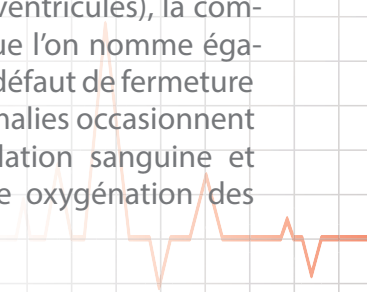 ventricules), la com-
ue l'on nomme éga-
défaut de fermeture
nalies occasionnent
lation sanguine et
e oxygénation des